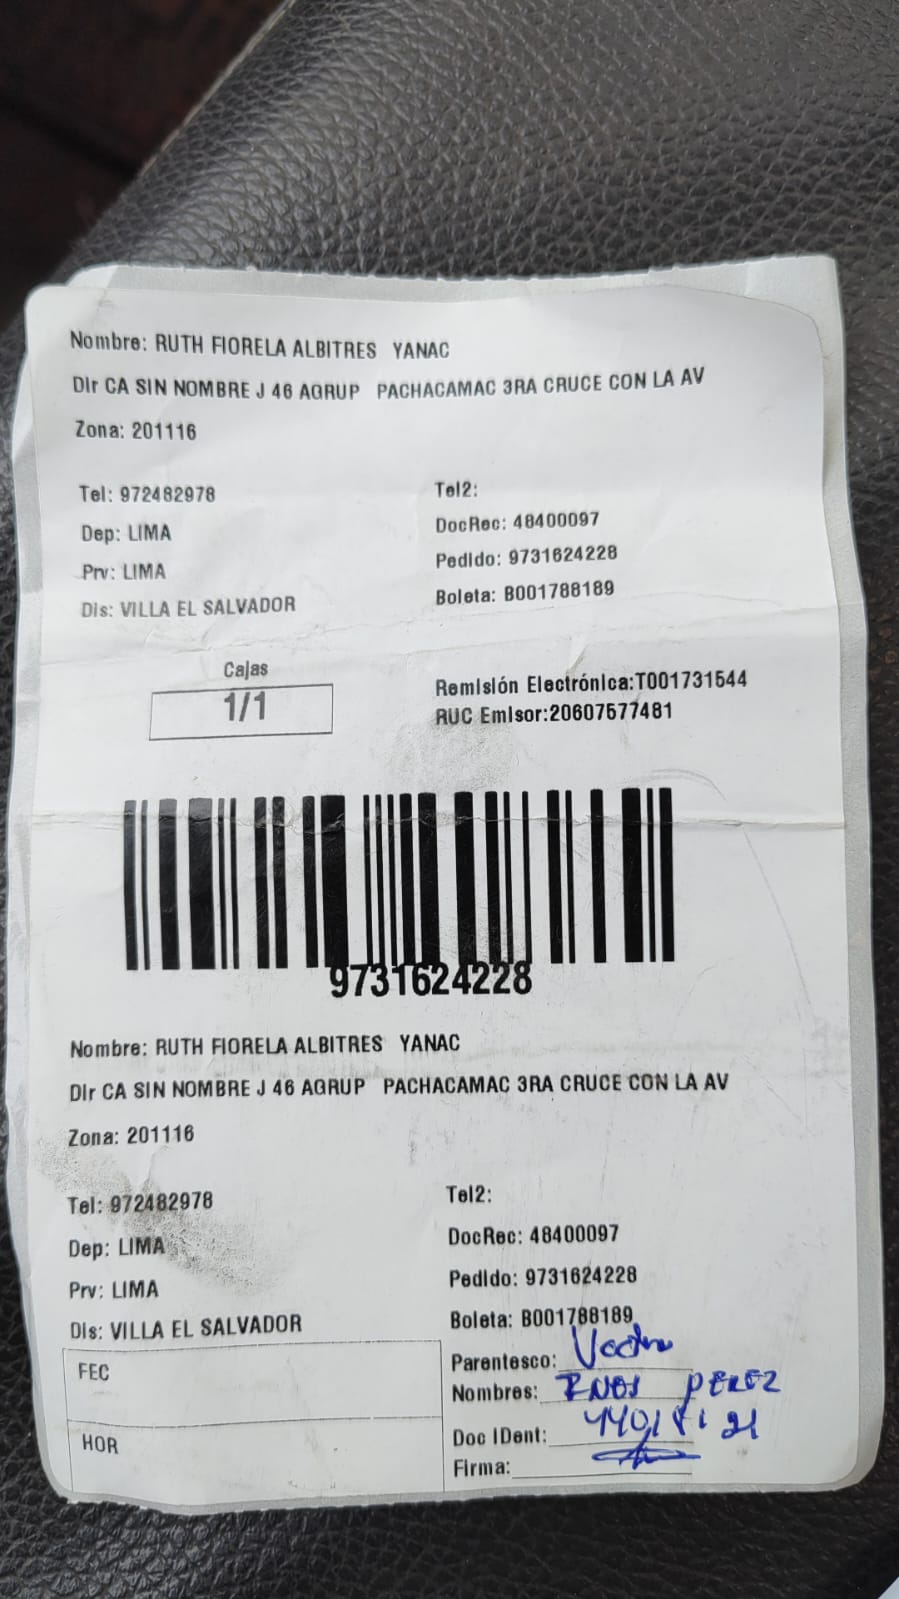 Nombre: RUTH FIORELA ALBITRES YANAC
Dir CA SIN NOMBRE J 46 AGRUP PACHACAMAC 3RA CRUCE CON LA AV
Zona: 201116
Tel: 972482978
Tel2:
Dep: LIMA
DocRec: 48400097
Prv: LIMA
Pedido: 9731624228
Dis: VILLA EL SALVADOR
Boleta: B001788189
Cajas
1/1
Remisión Electrónica:T001731544
RUC Emisor:20607577481
9731624228
Nombre: RUTH FIORELA ALBITRES YANAC
Dir CA SIN NOMBRE J 46 AGRUP PACHACAMAC 3RA CRUCE CON LA AV
Zona: 201116
Tel: 972482978
Tel2:
Dep: LIMA
DocRec: 48400097
Prv: LIMA
Pedido: 9731624228
Dis: VILLA EL SALVADOR
Boleta: B001788189
FEC
Parentesco:
Nombres: PEREZ
HOR
Doc IDent:
Firma: